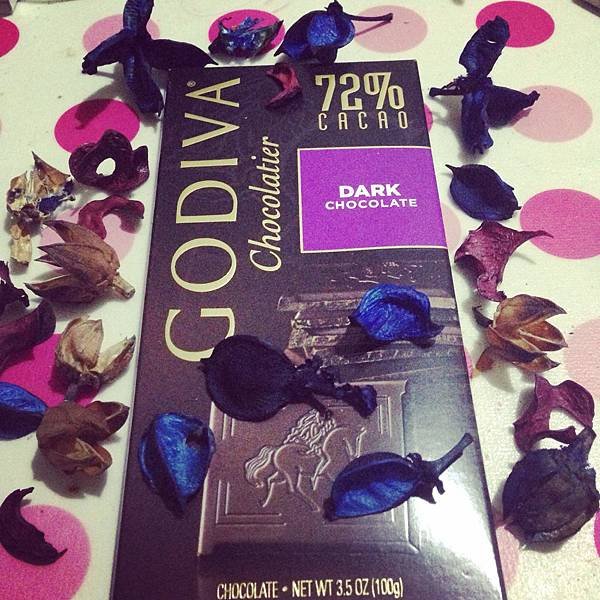 GODIVA®
Chocolatier
72%
CACAO
DARK
CHOCOLATE
CHOCOLATE • NET WT 3.5 OZ (100g)